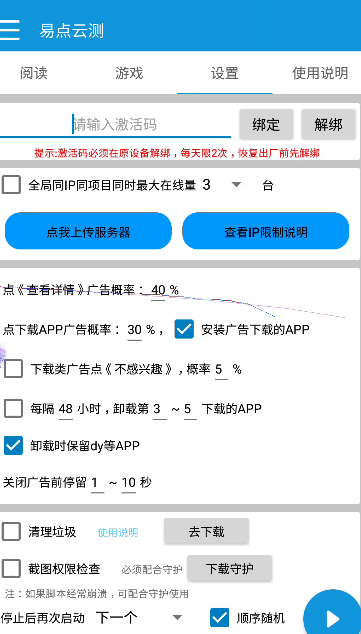 易点云测
阅读 游戏 设置 使用说明
请输入激活码 绑定 解绑
提示:激活码必须在原设备解绑，每天限2次，恢复出厂前先解绑
全局同IP同项目同时最大在线量 3 台
点我上传服务器 查看IP限制说明
点《查看详情》广告概率： 40 %
点下载APP广告概率： 30 %， 安装广告下载的APP
下载类广告点《不感兴趣》，概率 5 %
每隔 48 小时，卸载第 3 ~ 5 下载的APP
卸载时保留dy等APP
关闭广告前停留 1 ~ 10 秒
清理垃圾 使用说明 去下载
截图权限检查 必须配合守护 下载守护
注：如果脚本经常崩溃，可配合守护使用
停止后再次启动 下一个 顺序随机